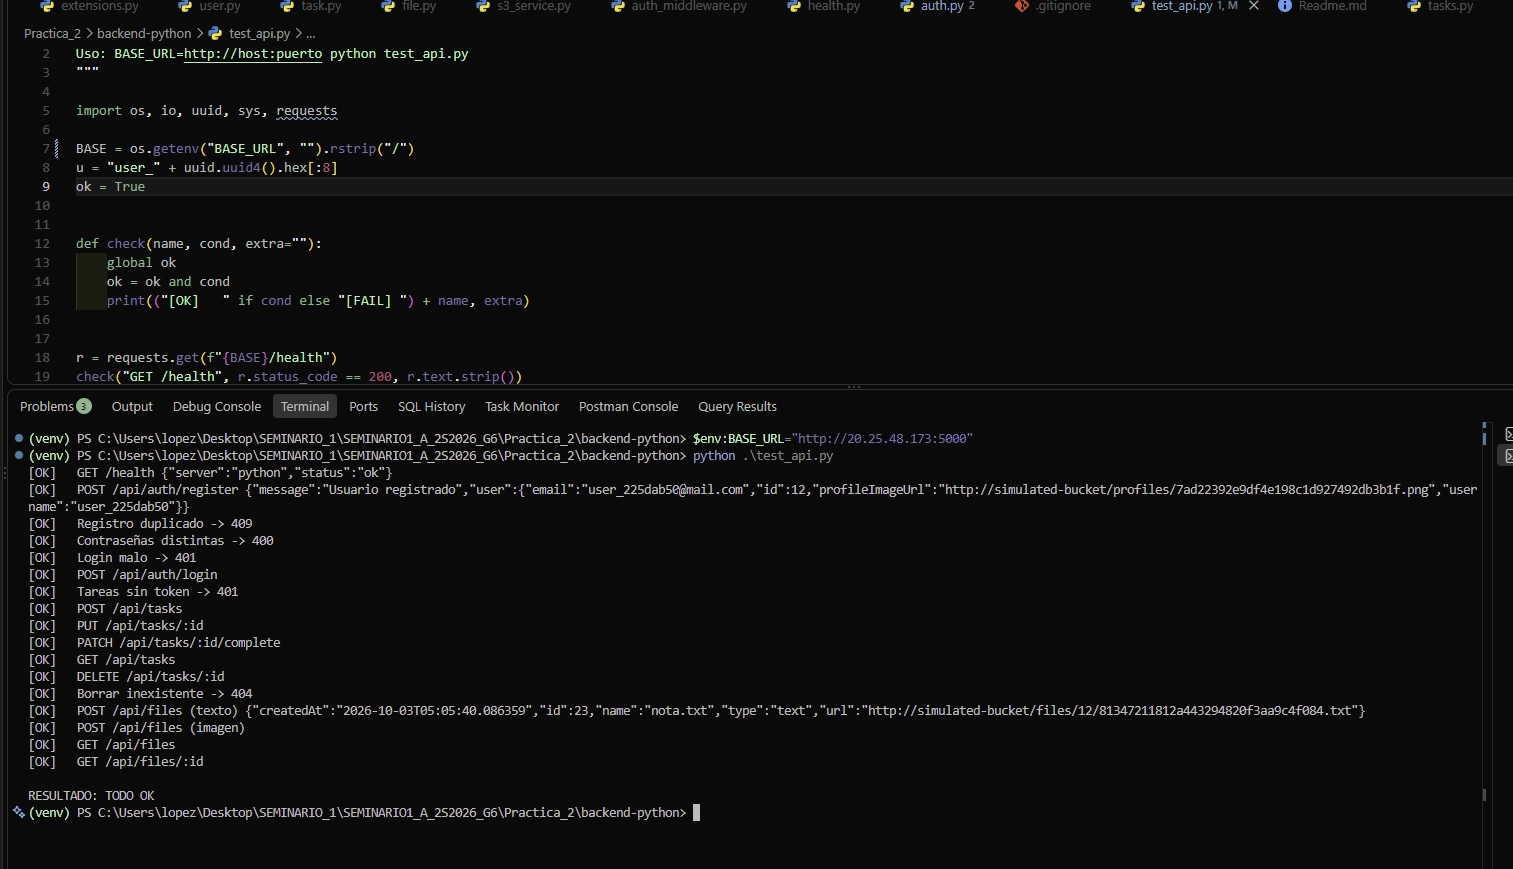 extensions.py user.py task.py file.py s3_service.py auth_middleware.py health.py auth.py 2 .gitignore test_api.py 1, M Readme.md tasks.py
Practica_2 > backend-python > test_api.py > ...
2 Uso: BASE_URL=http://host:puerto python test_api.py
3 """
4
5 import os, io, uuid, sys, requests
6
7 BASE = os.getenv("BASE_URL", "").rstrip("/")
8 u = "user_" + uuid.uuid4().hex[:8]
9 ok = True
10
11
12 def check(name, cond, extra=""):
13 global ok
14 ok = ok and cond
15 print(("[OK]   " if cond else "[FAIL] ") + name, extra)
16
17
18 r = requests.get(f"{BASE}/health")
19 check("GET /health", r.status_code == 200, r.text.strip())
Problems 3 Output Debug Console Terminal Ports SQL History Task Monitor Postman Console Query Results
(venv) PS C:\Users\lopez\Desktop\SEMINARIO_1\SEMINARIO1_A_2S2026_G6\Practica_2\backend-python> $env:BASE_URL="http://20.25.48.173:5000"
(venv) PS C:\Users\lopez\Desktop\SEMINARIO_1\SEMINARIO1_A_2S2026_G6\Practica_2\backend-python> python .\test_api.py
[OK]   GET /health {"server":"python","status":"ok"}
[OK]   POST /api/auth/register {"message":"Usuario registrado","user":{"email":"user_225dab50@mail.com","id":12,"profileImageUrl":"http://simulated-bucket/profiles/7ad22392e9df4e198c1d927492db3b1f.png","user
name":"user_225dab50"}}
[OK]   Registro duplicado -> 409
[OK]   Contraseñas distintas -> 400
[OK]   Login malo -> 401
[OK]   POST /api/auth/login
[OK]   Tareas sin token -> 401
[OK]   POST /api/tasks
[OK]   PUT /api/tasks/:id
[OK]   PATCH /api/tasks/:id/complete
[OK]   GET /api/tasks
[OK]   DELETE /api/tasks/:id
[OK]   Borrar inexistente -> 404
[OK]   POST /api/files (texto) {"createdAt":"2026-10-03T05:05:40.086359","id":23,"name":"nota.txt","type":"text","url":"http://simulated-bucket/files/12/81347211812a443294820f3aa9c4f084.txt"}
[OK]   POST /api/files (imagen)
[OK]   GET /api/files
[OK]   GET /api/files/:id
RESULTADO: TODO OK
(venv) PS C:\Users\lopez\Desktop\SEMINARIO_1\SEMINARIO1_A_2S2026_G6\Practica_2\backend-python>